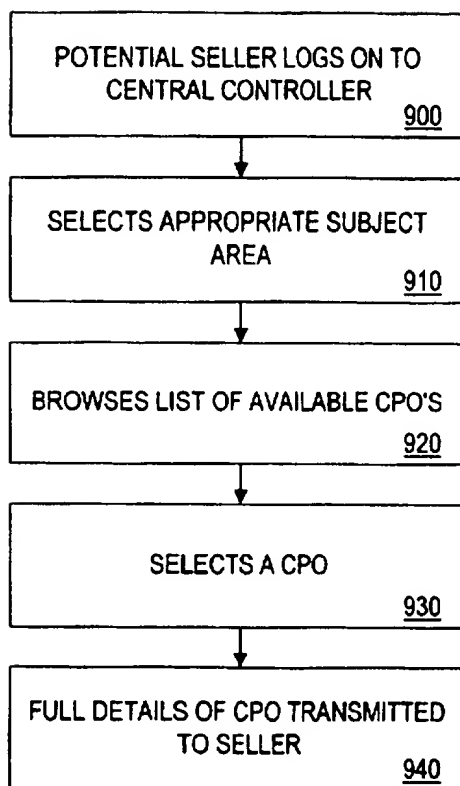 POTENTIAL SELLER LOGS ON TO
CENTRAL CONTROLLER
900
SELECTS APPROPRIATE SUBJECT
AREA
910
BROWSES LIST OF AVAILABLE CPO'S
920
SELECTS A CPO
930
FULL DETAILS OF CPO TRANSMITTED
TO SELLER
940